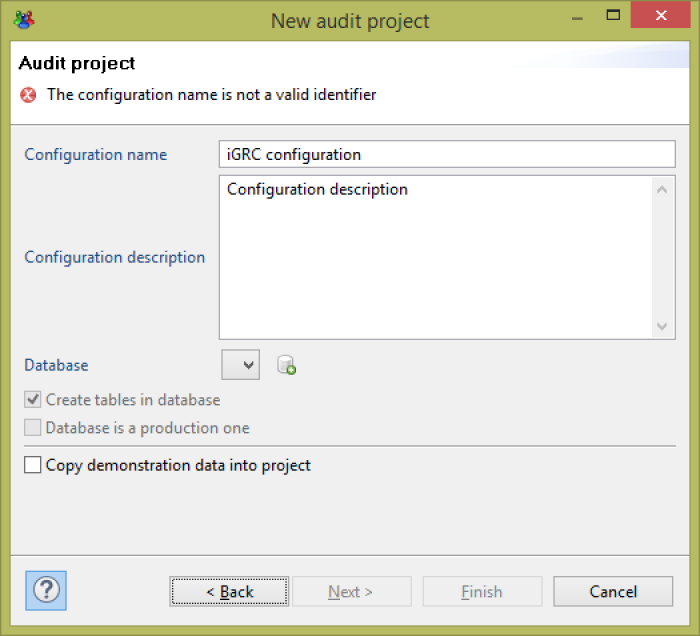 New audit project
Audit project
The configuration name is not a valid identifier
Configuration name
iGRC configuration
Configuration description
Configuration description
Database
Create tables in database
Database is a production one
Copy demonstration data into project
?
< Back
Next >
Finish
Cancel